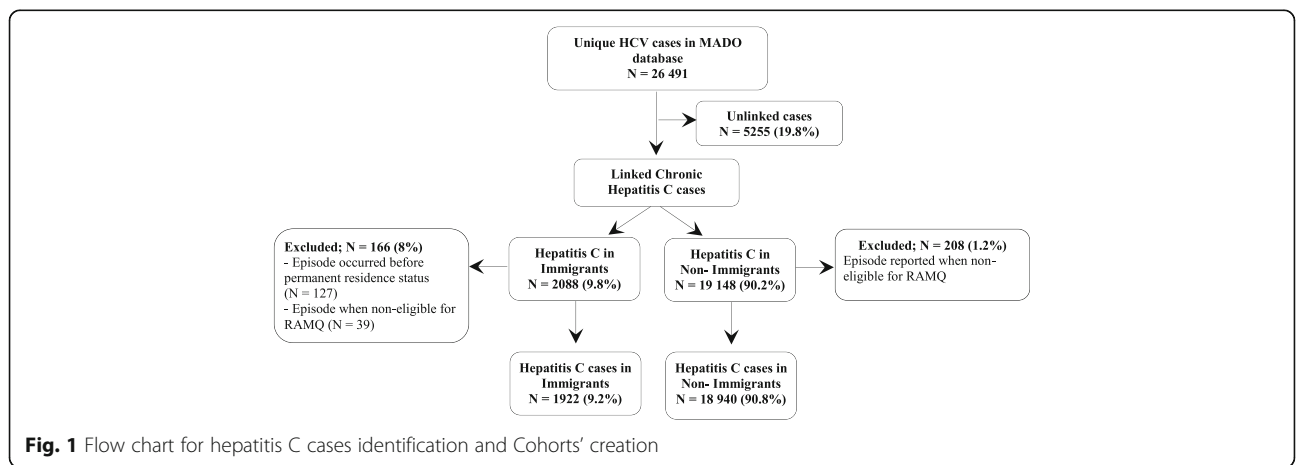 Unique HCV cases in MADO
database
N = 26 491
Unlinked cases
N = 5255 (19.8%)
Linked Chronic
Hepatitis C cases
Excluded; N = 166 (8%)
- Episode occurred before
permanent residence status
(N = 127)
- Episode when non-eligible for
RAMQ (N = 39)
Hepatitis C in
Immigrants
N = 2088 (9.8%)
Hepatitis C in
Non- Immigrants
N = 19 148 (90.2%)
Excluded; N = 208 (1.2%)
Episode reported when non-
eligible for RAMQ
Hepatitis C cases in
Immigrants
N = 1922 (9.2%)
Hepatitis C cases in
Non- Immigrants
N = 18 940 (90.8%)
Fig. 1 Flow chart for hepatitis C cases identification and Cohorts’ creation